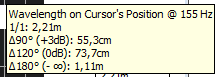 Wavelength on Cursor's Position @ 155 Hz
1/1: 2,21m
Δ90° (+3dB): 55,3cm
Δ120° (0dB): 73,7cm
Δ180° (- ∞): 1,11m